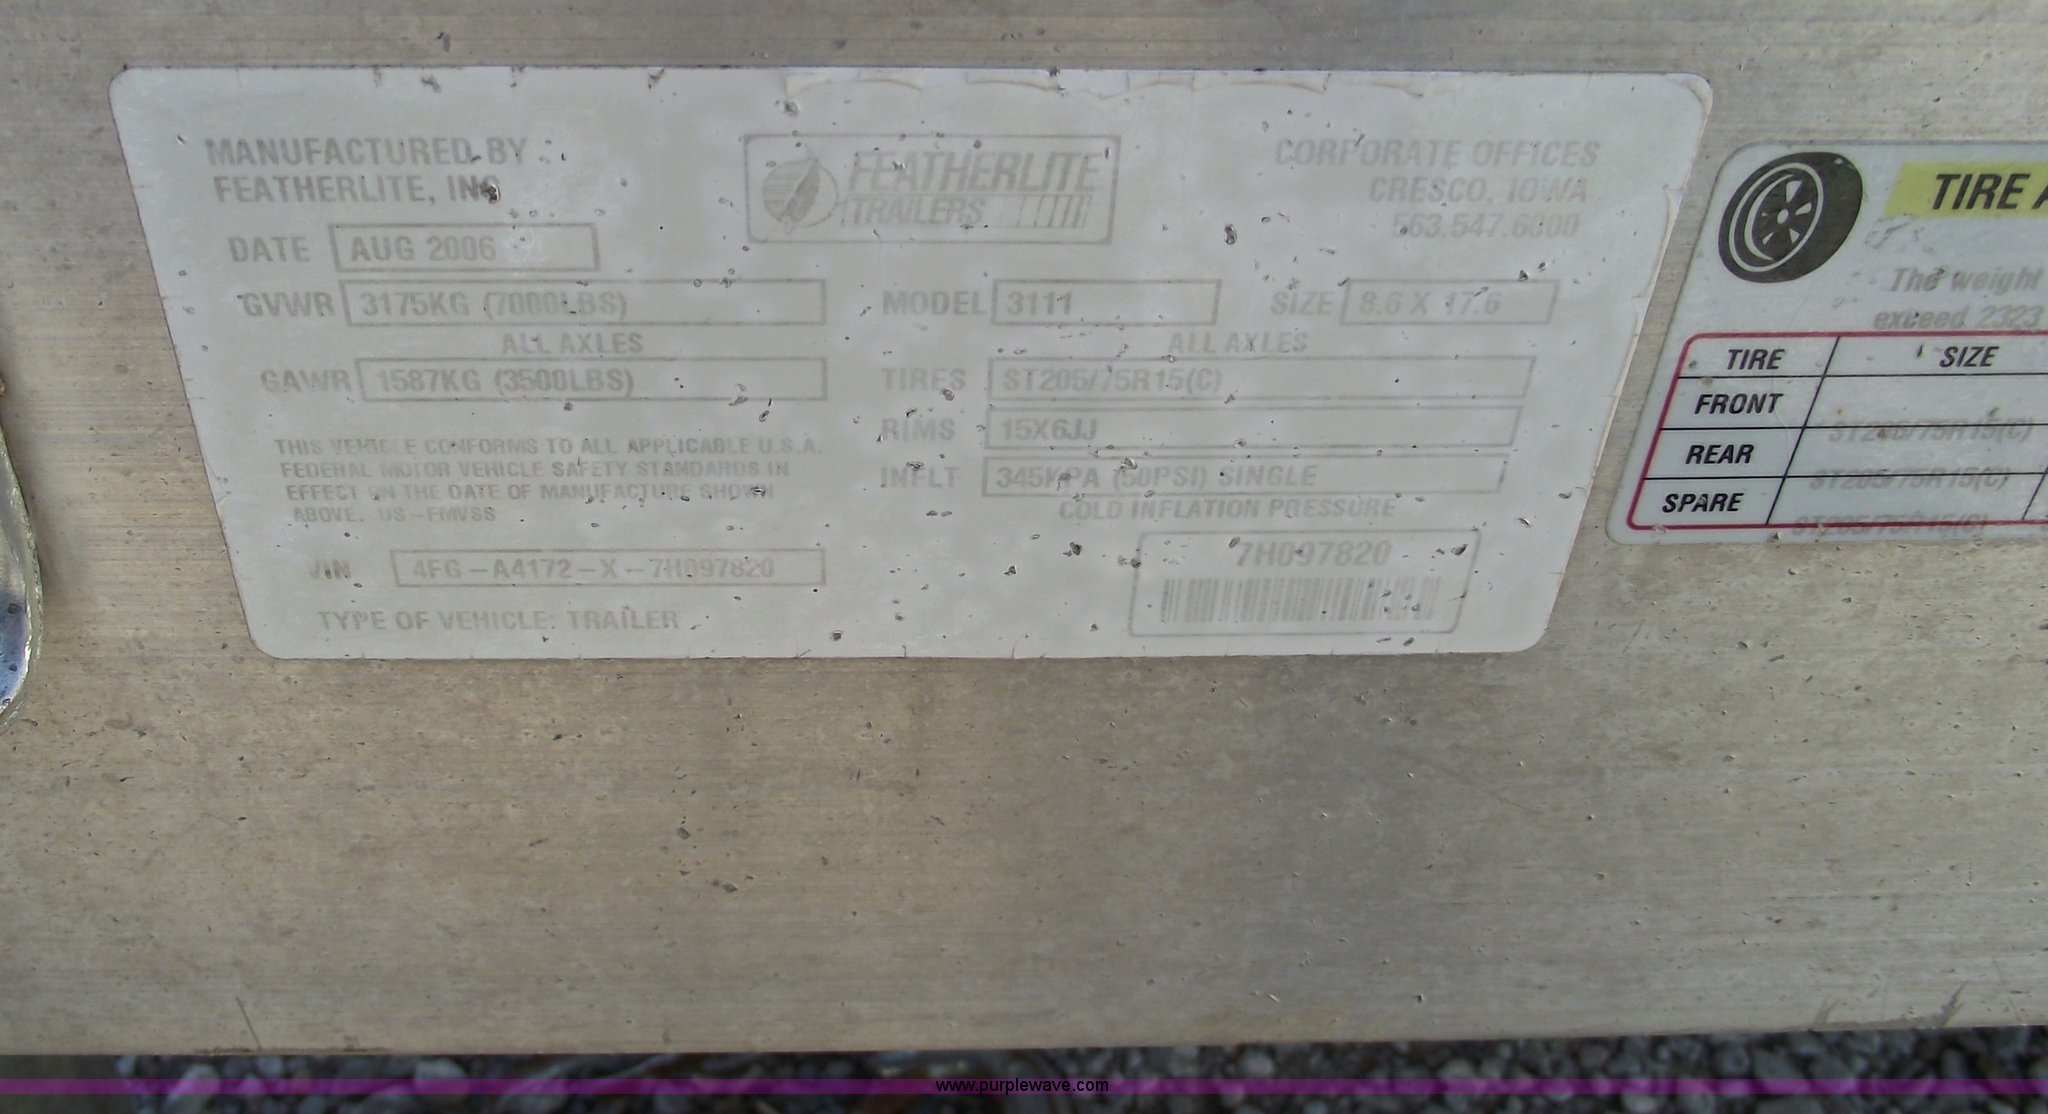 MANUFACTURED BY
FEATHERLITE, INC
FEATHERLITE
TRAILERS
CORPORATE OFFICES
CRESCO, IOWA
563.547.6000
DATE AUG 2006
GVWR 3175KG (7000LBS)
MODEL 3111
SIZE 8.6 X 17.6
ALL AXLES
ALL AXLES
GAWR 1587KG (3500LBS)
TIRES ST205/75R15(C)
RIMS 15X6JJ
INFLT 345KPA (50PSI) SINGLE
COLD INFLATION PRESSURE
THIS VEHICLE CONFORMS TO ALL APPLICABLE U.S.A.
FEDERAL MOTOR VEHICLE SAFETY STANDARDS IN
EFFECT ON THE DATE OF MANUFACTURE SHOWN
ABOVE. US-FMVSS
VIN 4FG-A4172-X-7H097820
7H097820
TYPE OF VEHICLE: TRAILER
TIRE
The weight
exceed 2323
TIRE SIZE
FRONT ST205/75R15(C)
REAR ST205/75R15(C)
SPARE ST205/75R15(C)
www.purplewave.com